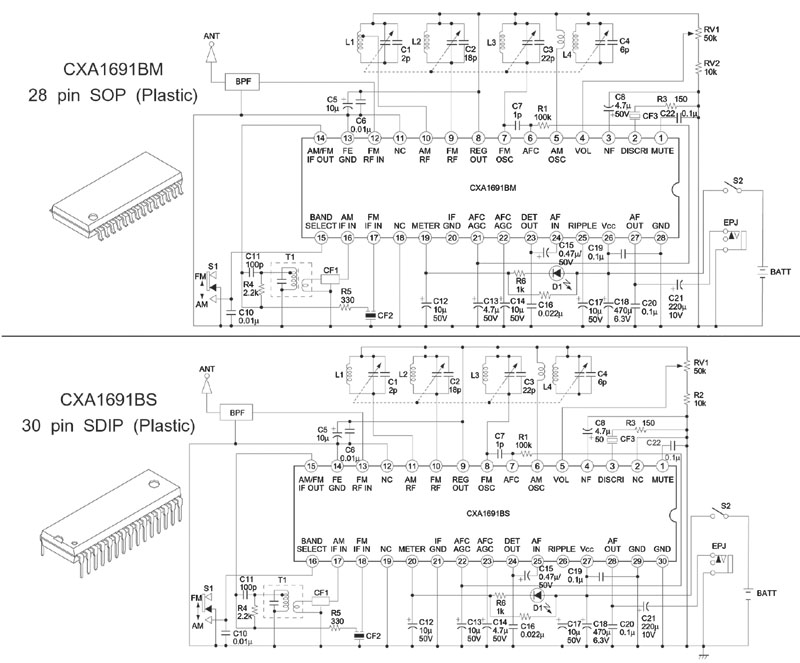 CXA1691BM
28 pin SOP (Plastic)
ANT
BPF
L1
C1
2p
L2
C2
18p
L3
C3
22p
L4
C4
6p
RV1
50k
RV2
10k
C5
10µ
C6
0.01µ
C7
1p
R1
100k
C8
4.7µ
50
R3 150
CF3
C22
0.1µ
14 13 12 11 10 9 8 7 6 5 4 3 2 1
AM/FM
IF OUT
FE
GND
FM
RF IN
NC
AM
RF
FM
RF
REG
OUT
FM
OSC
AFC
AM
OSC
VOL
NF
DISCRI
MUTE
CXA1691BM
BAND
SELECT
AM
IF IN
FM
IF IN
NC
METER
IF
GND
AFC
AGC
AFC
AGC
DET
OUT
AF
IN
RIPPLE
Vcc
AF
OUT
GND
15 16 17 18 19 20 21 22 23 24 25 26 27 28
S2
EPJ
BATT
S1
FM
AM
C11
100p
R4
2.2k
C10
0.01µ
T1
CF1
R5
330
CF2
C15
0.47µ/
50V
C19
0.1µ
R6
1k
D1
C12
10µ
50V
C13
4.7µ
50V
C14
10µ
50V
C16
0.022µ
C17
10µ
50V
C18
470µ
6.3V
C20
0.1µ
C21
220µ
10V
CXA1691BS
30 pin SDIP (Plastic)
ANT
BPF
L1
C1
2p
L2
C2
18p
L3
C3
22p
L4
C4
6p
RV1
50k
R2
10k
C5
10µ
C6
0.01µ
C7
1p
R1
100k
C8
4.7µ
50
R3 150
CF3
C22
0.1µ
15 14 13 12 11 10 9 8 7 6 5 4 3 2 1
AM/FM
IF OUT
FE
GND
FM
RF IN
NC
AM
RF
FM
RF
REG
OUT
FM
OSC
AFC
AM
OSC
VOL
NF
DISCRI
NC
MUTE
CXA1691BS
BAND
SELECT
AM
IF IN
FM
IF IN
NC
METER
IF
GND
AFC
AGC
AFC
AGC
DET
OUT
AF
IN
RIPPLE
Vcc
AF
OUT
GND
GND
16 17 18 19 20 21 22 23 24 25 26 27 28 29 30
S2
EPJ
BATT
S1
FM
AM
C11
100p
R4
2.2k
C10
0.01µ
T1
CF1
R5
330
CF2
C15
0.47µ/
50V
C19
0.1µ
R6
1k
D1
C12
10µ
50V
C13
10µ
50V
C14
4.7µ
50V
C16
0.022µ
C17
10µ
50V
C18
470µ
6.3V
C20
0.1µ
C21
220µ
10V